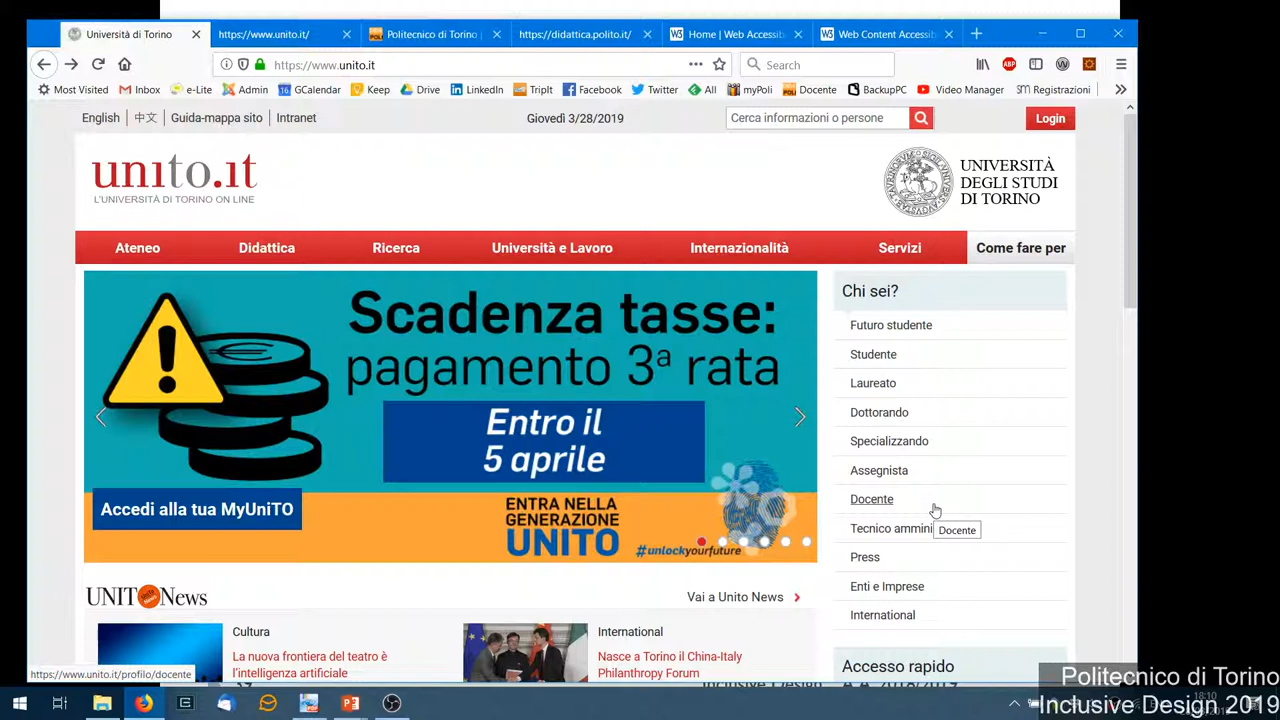 Università di Torino
https://www.unito.it/
Politecnico di Torino
https://didattica.polito.it/
Home | Web Accessib
Web Content Accessib
https://www.unito.it
Search
Most Visited
Inbox
e-Lite
Admin
GCalendar
Keep
Drive
LinkedIn
TripIt
Facebook
Twitter
All
myPoli
Docente
BackupPC
Video Manager
Registrazioni
English
中文
Guida-mappa sito
Intranet
Giovedì 3/28/2019
Cerca informazioni o persone
Login
unito.it
L'UNIVERSITÀ DI TORINO ON LINE
UNIVERSITÀ
DEGLI STUDI
DI TORINO
Ateneo
Didattica
Ricerca
Università e Lavoro
Internazionalità
Servizi
Come fare per
Scadenza tasse:
pagamento 3ª rata
Entro il
5 aprile
Accedi alla tua MyUniTO
ENTRA NELLA
GENERAZIONE
UNITO
#unlockyourfuture
Chi sei?
Futuro studente
Studente
Laureato
Dottorando
Specializzando
Assegnista
Docente
Tecnico ammini
Docente
Press
Enti e Imprese
International
UNITONews
Vai a Unito News
Cultura
La nuova frontiera del teatro è
l'intelligenza artificiale
International
Nasce a Torino il China-Italy
Philanthropy Forum
Accesso rapido
https://www.unito.it/profilo/docente
Politecnico di Torino
Inclusive Design 2019
18:10